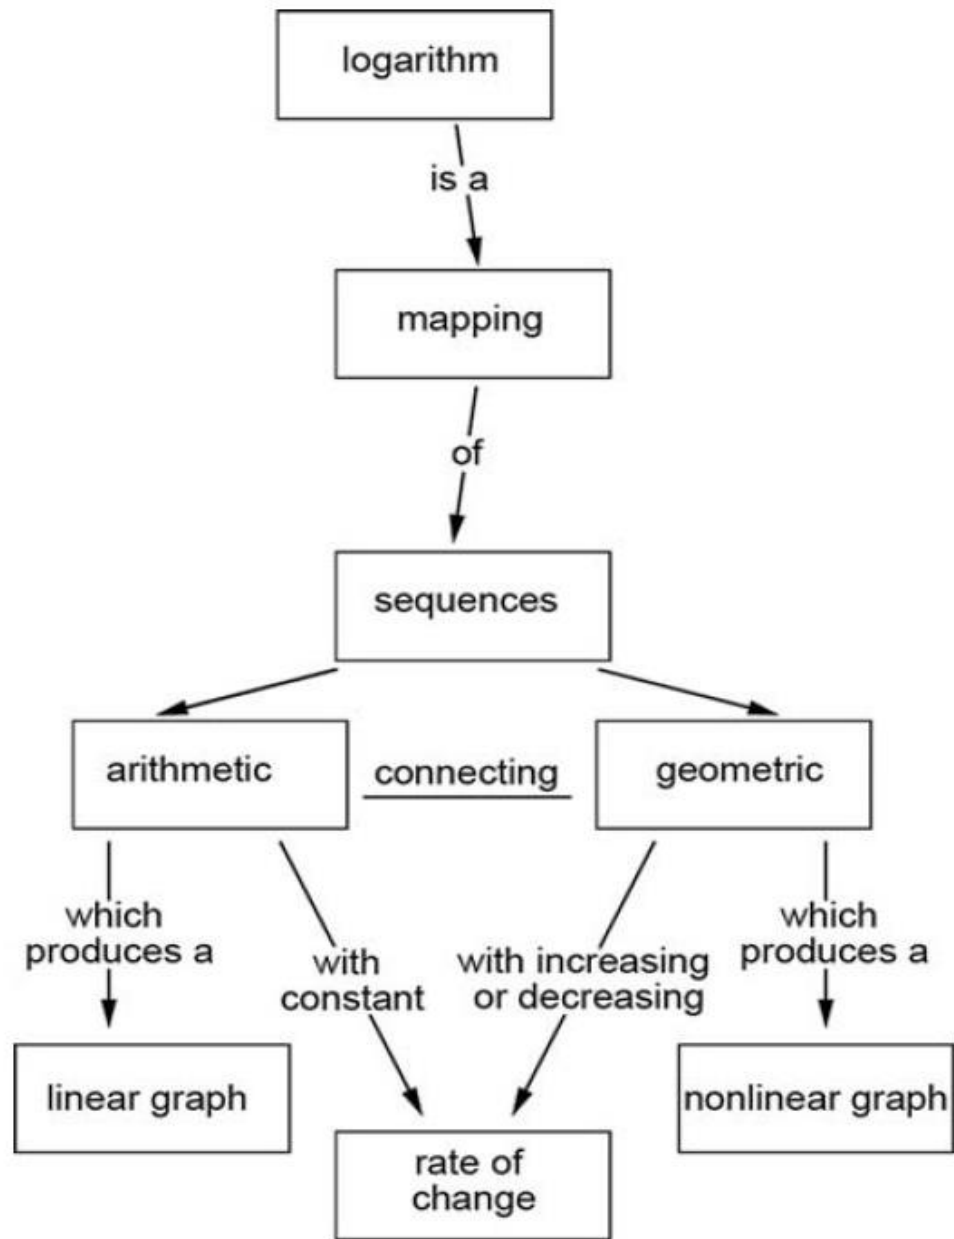 logarithm
is a
mapping
of
sequences
arithmetic
connecting
geometric
which
produces a
with
constant
with increasing
or decreasing
which
produces a
linear graph
rate of
change
nonlinear graph